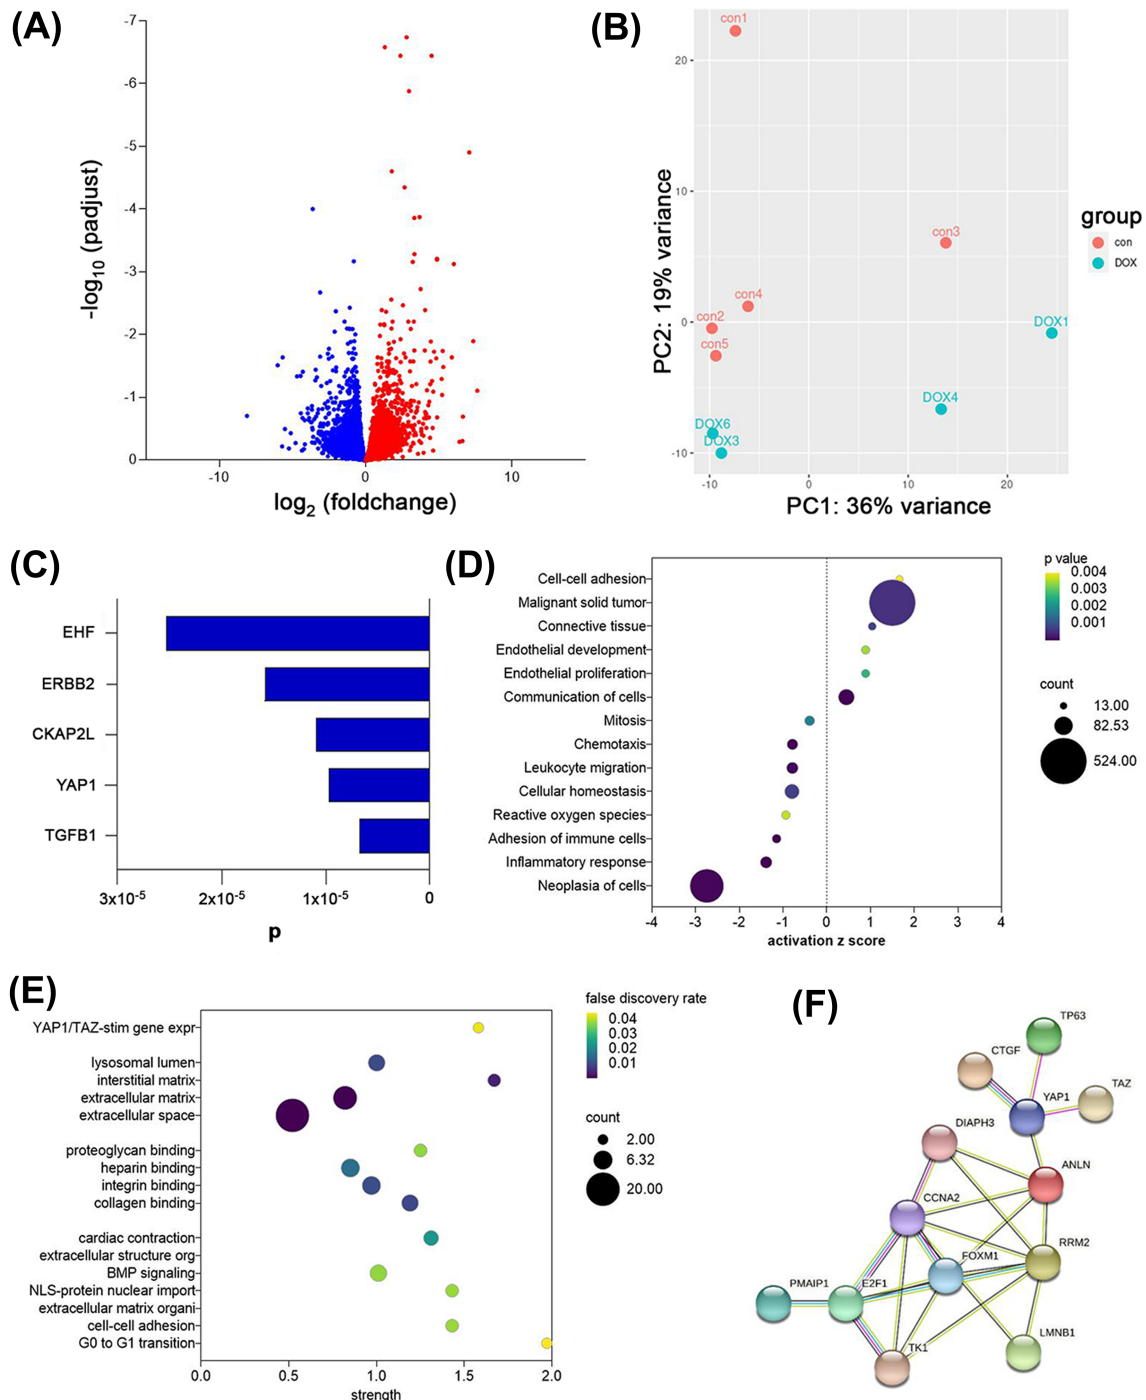 (A)
-7
-6
-5
-4
-3
-2
-1
0
-log10 (padjust)
-10
0
10
log2 (foldchange)
(B)
con1
con3
con4
con2
con5
DOX1
DOX4
DOX6
DOX3
20
10
0
-10
PC2: 19% variance
-10
0
10
20
PC1: 36% variance
group
con
DOX
(C)
EHF
ERBB2
CKAP2L
YAP1
TGFB1
3x10-5
2x10-5
1x10-5
0
p
(D)
Cell-cell adhesion
Malignant solid tumor
Connective tissue
Endothelial development
Endothelial proliferation
Communication of cells
Mitosis
Chemotaxis
Leukocyte migration
Cellular homeostasis
Reactive oxygen species
Adhesion of immune cells
Inflammatory response
Neoplasia of cells
-4
-3
-2
-1
0
1
2
3
4
activation z score
p value
0.004
0.003
0.002
0.001
count
13.00
82.53
524.00
(E)
YAP1/TAZ-stim gene expr
lysosomal lumen
interstitial matrix
extracellular matrix
extracellular space
proteoglycan binding
heparin binding
integrin binding
collagen binding
cardiac contraction
extracellular structure org
BMP signaling
NLS-protein nuclear import
extracellular matrix organi
cell-cell adhesion
G0 to G1 transition
0.0
0.5
1.0
1.5
2.0
strength
false discovery rate
0.04
0.03
0.02
0.01
count
2.00
6.32
20.00
(F)
TP63
CTGF
TAZ
YAP1
DIAPH3
ANLN
CCNA2
RRM2
FOXM1
PMAIP1
E2F1
LMNB1
TK1